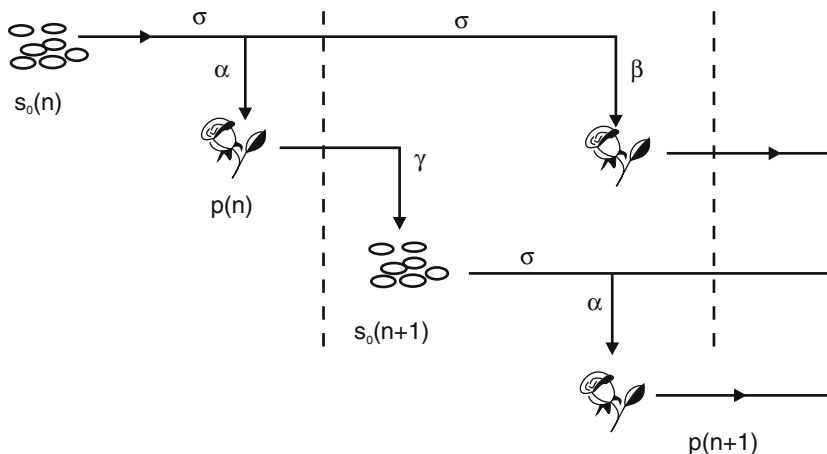 σ
σ
α
β
s₀(n)
p(n)
γ
σ
s₀(n+1)
α
p(n+1)